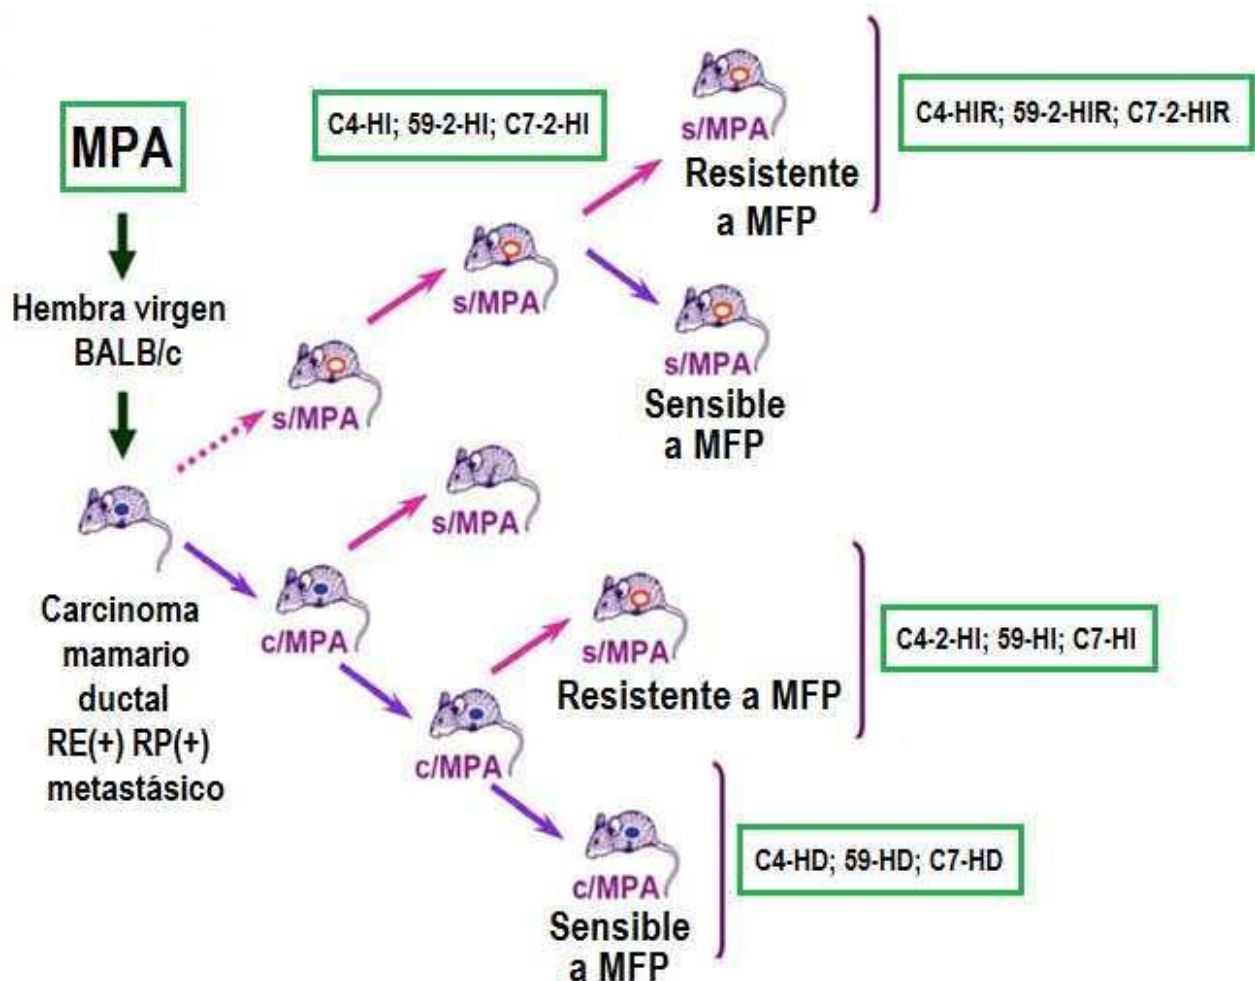 MPA
Hembra virgen
BALB/c
Carcinoma
mamario
ductal
RE(+) RP(+)
metastásico
C4-HI; 59-2-HI; C7-2-HI
s/MPA
s/MPA
s/MPA
Resistente
a MFP
C4-HIR; 59-2-HIR; C7-2-HIR
s/MPA
Sensible
a MFP
c/MPA
s/MPA
c/MPA
s/MPA
Resistente a MFP
C4-2-HI; 59-HI; C7-HI
c/MPA
Sensible
a MFP
C4-HD; 59-HD; C7-HD